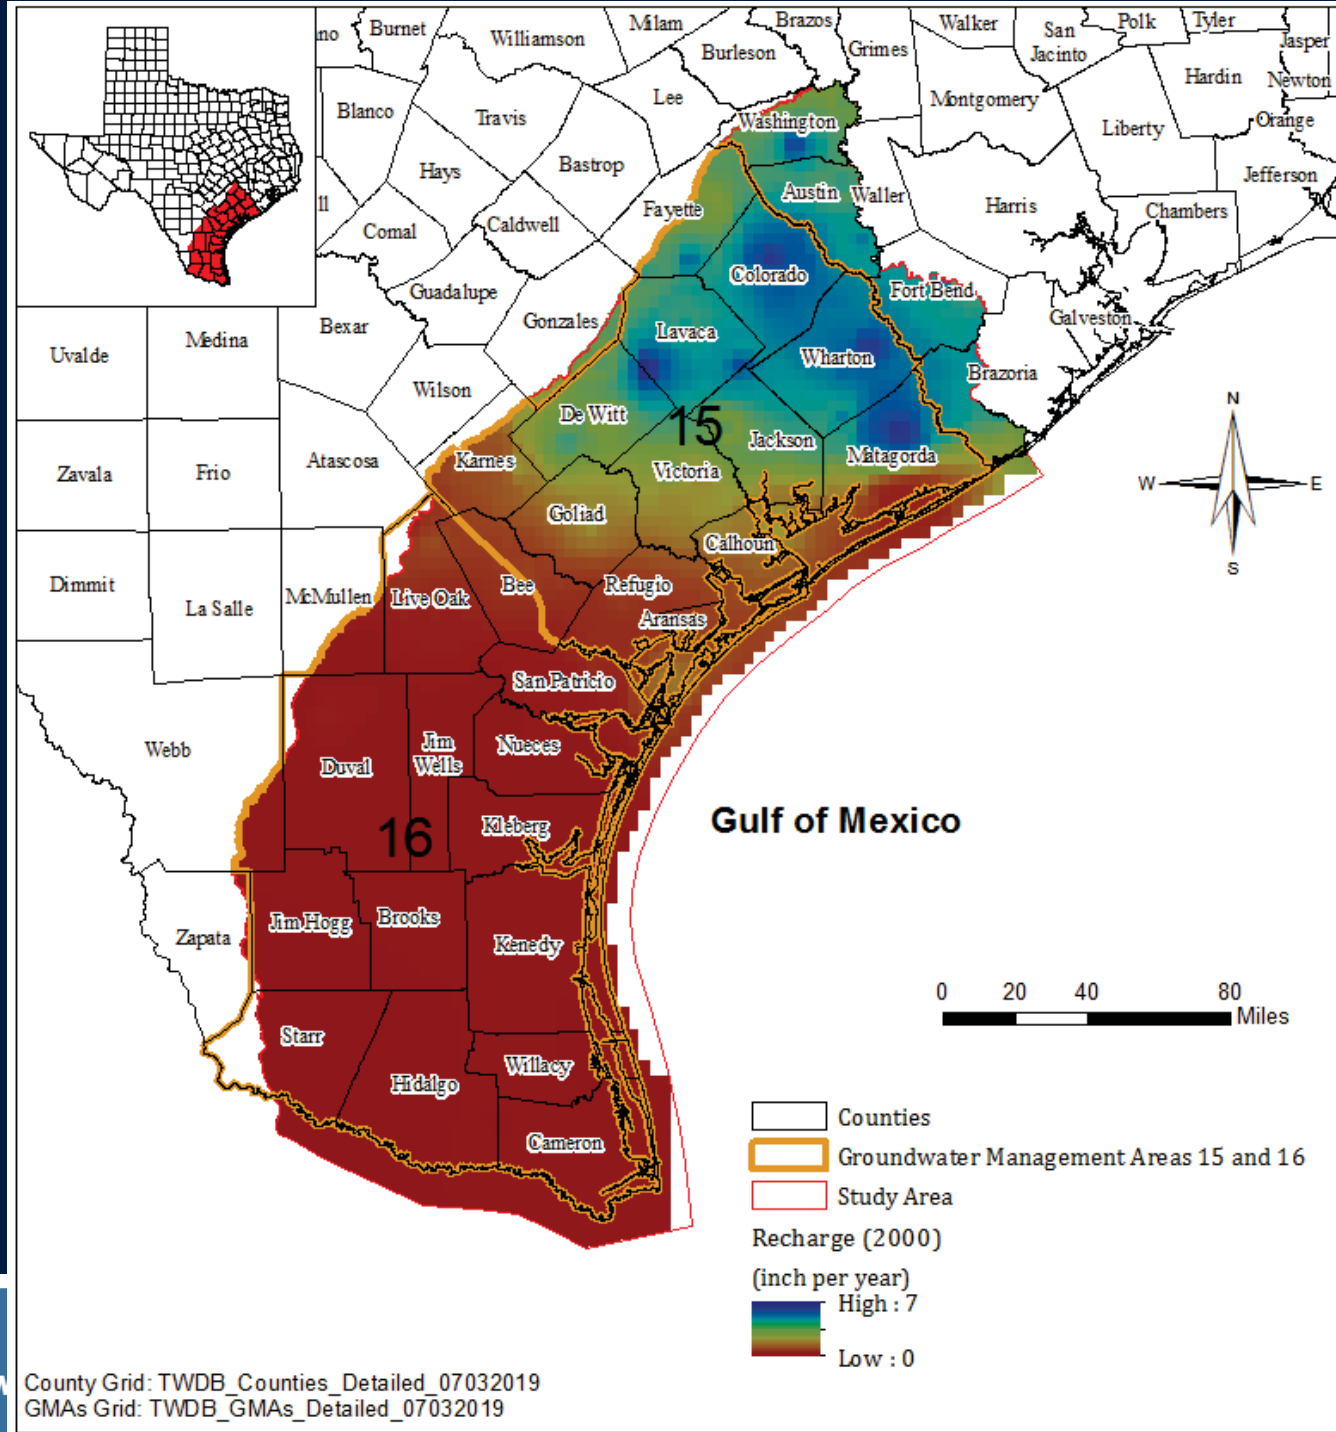 no
Burnet
Williamson
Milam
Brazos
Walker
Polk
Tyler
San
Jacinto
Jasper
Burleson
Grimes
Hardin
Newton
Blanco
Travis
Lee
Montgomery
Washington
Liberty
Orange
Hays
Bastrop
Jefferson
ll
Austin
Waller
Harris
Chambers
Comal
Caldwell
Fayette
Guadalupe
Colorado
Fort Bend
Galveston
Gonzales
Uvalde
Medina
Bexar
Lavaca
Wharton
Brazoria
Wilson
De Witt
15
Jackson
N
Zavala
Frio
Atascosa
Karnes
Victoria
Matagorda
W
E
Goliad
Calhoun
S
Dimmit
La Salle
McMullen
Live Oak
Bee
Refugio
Aransas
San Patricio
Webb
Duval
Jim
Wells
Nueces
16
Kleberg
Gulf of Mexico
Zapata
Jim Hogg
Brooks
Kenedy
0 20 40 80
Miles
Starr
Hidalgo
Willacy
Cameron
Counties
Groundwater Management Areas 15 and 16
Study Area
Recharge (2000)
(inch per year)
High : 7
Low : 0
County Grid: TWDB_Counties_Detailed_07032019
GMAs Grid: TWDB_GMAs_Detailed_07032019